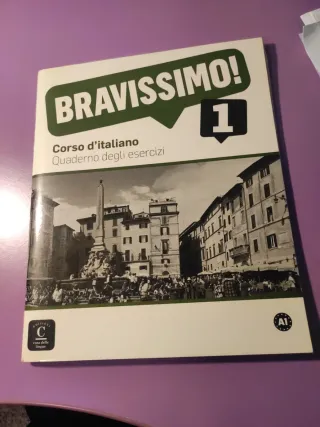 BRAVISSIMO!
1
Corso d'italiano
Quaderno degli esercizi
A1
C